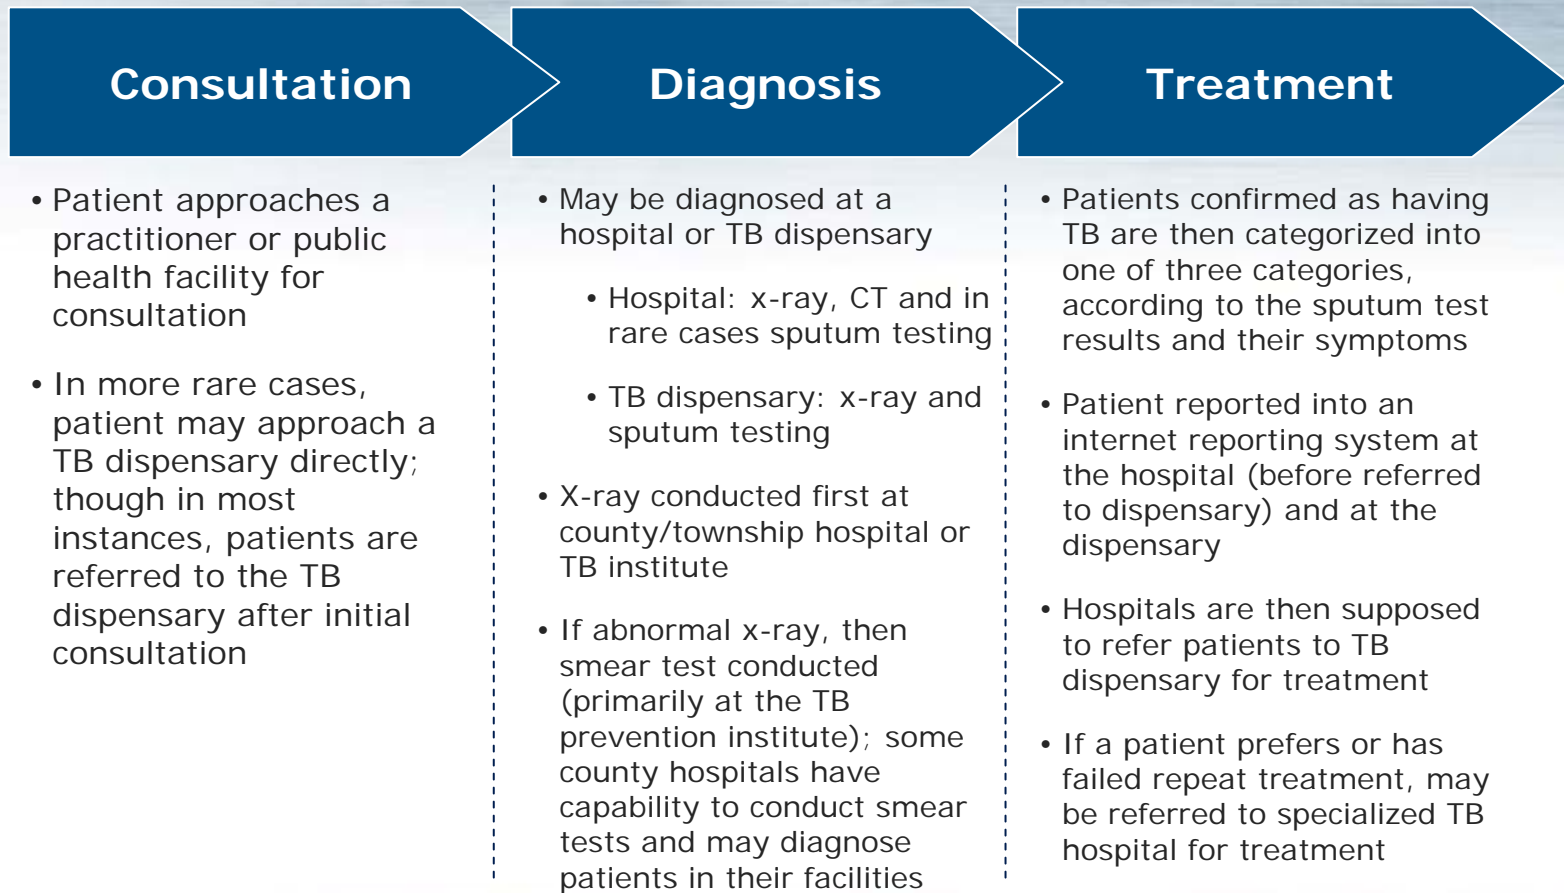 Consultation
Diagnosis
Treatment
• Patient approaches a
practitioner or public
health facility for
consultation
• In more rare cases,
patient may approach a
TB dispensary directly;
though in most
instances, patients are
referred to the TB
dispensary after initial
consultation
• May be diagnosed at a
hospital or TB dispensary
• Hospital: x-ray, CT and in
rare cases sputum testing
• TB dispensary: x-ray and
sputum testing
• X-ray conducted first at
county/township hospital or
TB institute
• If abnormal x-ray, then
smear test conducted
(primarily at the TB
prevention institute); some
county hospitals have
capability to conduct smear
tests and may diagnose
patients in their facilities
• Patients confirmed as having
TB are then categorized into
one of three categories,
according to the sputum test
results and their symptoms
• Patient reported into an
internet reporting system at
the hospital (before referred
to dispensary) and at the
dispensary
• Hospitals are then supposed
to refer patients to TB
dispensary for treatment
• If a patient prefers or has
failed repeat treatment, may
be referred to specialized TB
hospital for treatment